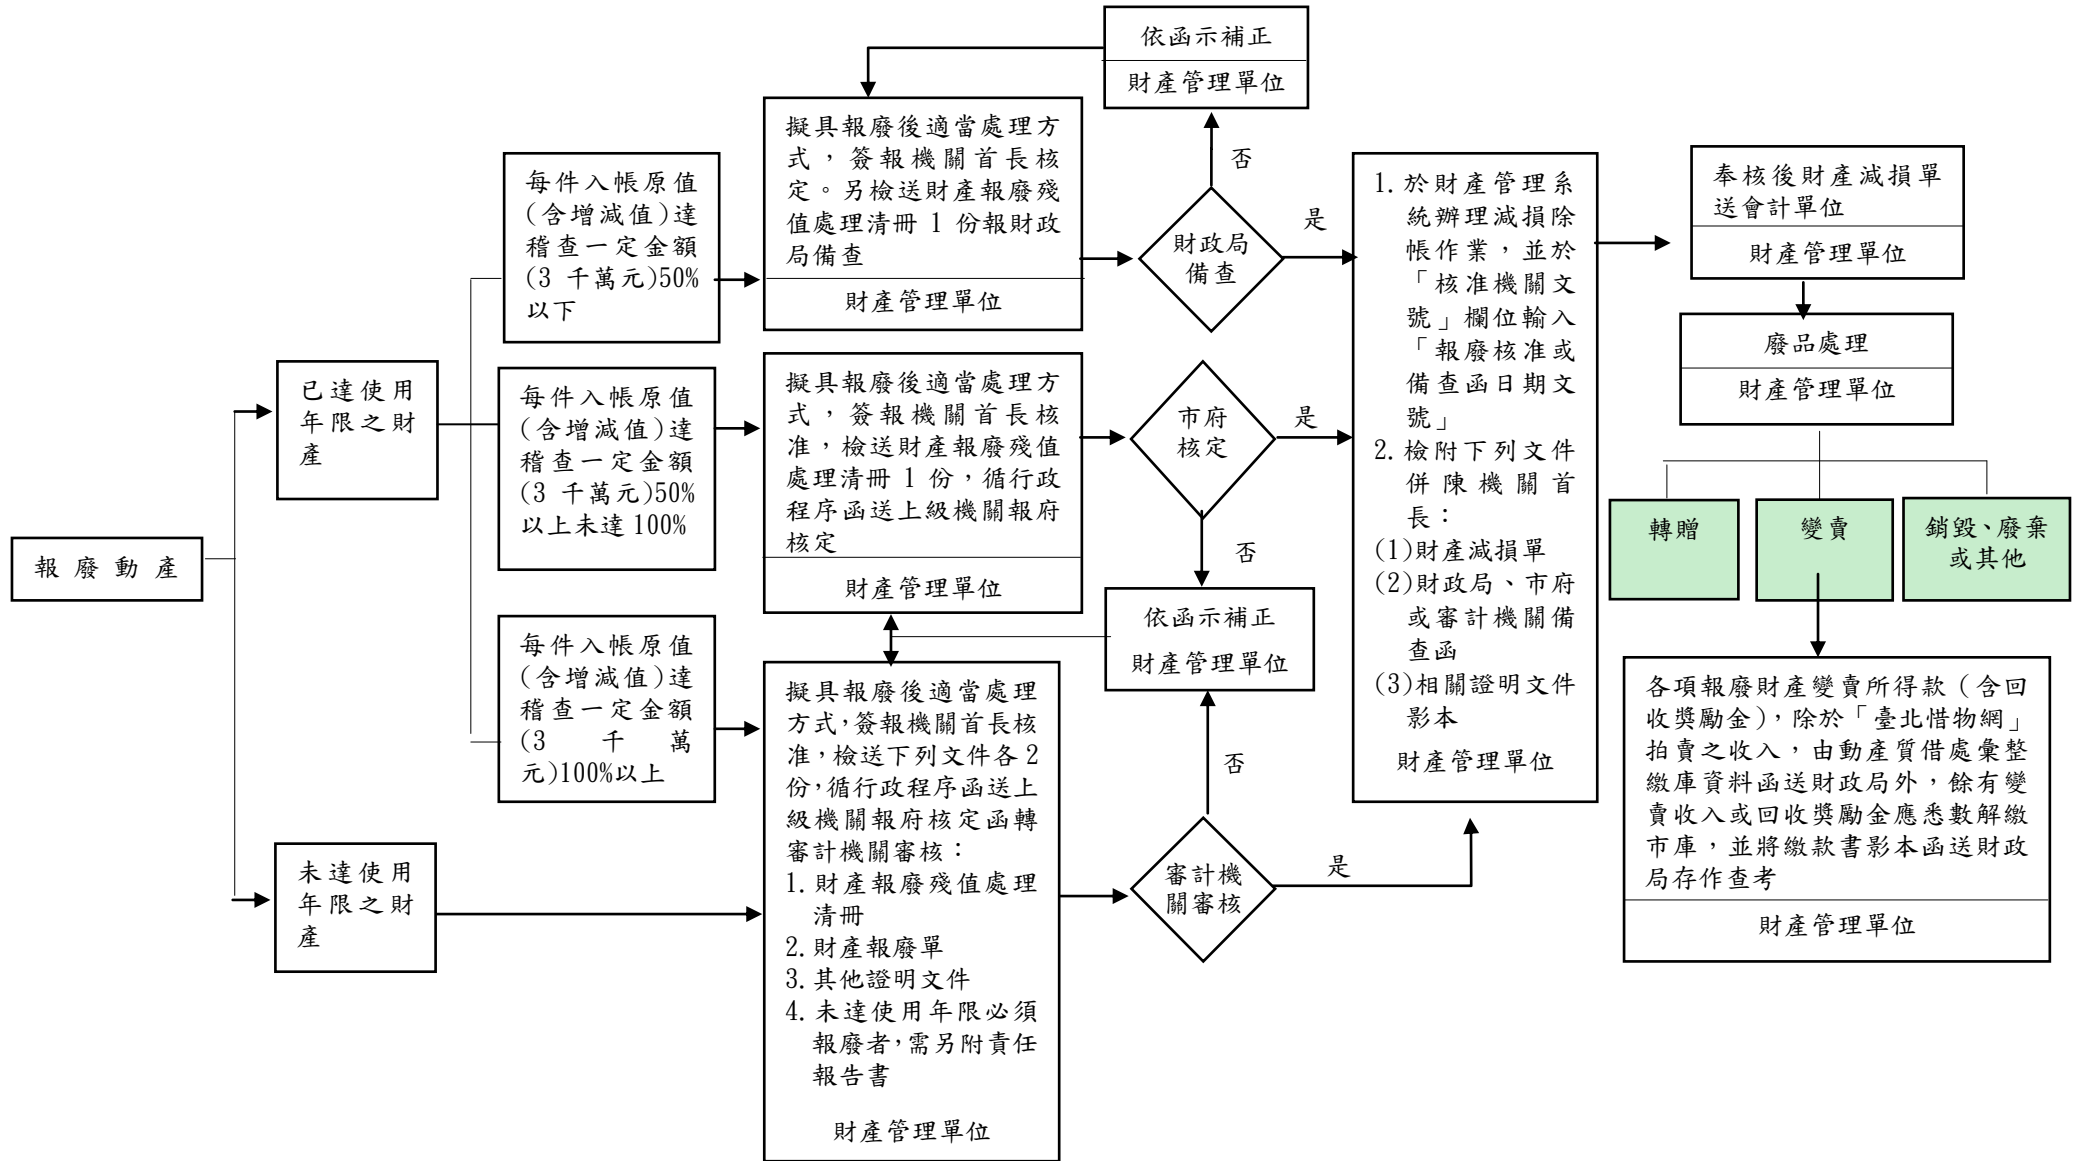 依函示補正
財產管理單位
擬具報廢後適當處理方
式，簽報機關首長核
定。另檢送財產報廢殘
值處理清冊 1 份報財政
局備查
財產管理單位
每件入帳原值
(含增減值)達
稽查一定金額
(3 千萬元)50%
以下
否
財政局
備查
是
1. 於財產管理系
統辦理減損除
帳作業，並於
「核准機關文
號」欄位輸入
「報廢核准或
備查函日期文
號」
2. 檢附下列文件
併陳機關首
長：
(1)財產減損單
(2)財政局、市府
或審計機關備
查函
(3)相關證明文件
影本
財產管理單位
奉核後財產減損單
送會計單位
財產管理單位
廢品處理
財產管理單位
轉贈
變賣
銷毀、廢棄
或其他
各項報廢財產變賣所得款（含回
收獎勵金），除於「臺北惜物網」
拍賣之收入，由動產質借處彙整
繳庫資料函送財政局外，餘有變
賣收入或回收獎勵金應悉數解繳
市庫，並將繳款書影本函送財政
局存作查考
財產管理單位
已達使用
年限之財
產
每件入帳原值
(含增減值)達
稽查一定金額
(3 千萬元)50%
以上未達 100%
擬具報廢後適當處理方
式，簽報機關首長核
准，檢送財產報廢殘值
處理清冊 1 份，循行政
程序函送上級機關報府
核定
財產管理單位
市府
核定
是
否
依函示補正
財產管理單位
報廢動產
每件入帳原值
(含增減值)達
稽查一定金額
(3 千萬
元)100%以上
擬具報廢後適當處理
方式，簽報機關首長核
准，檢送下列文件各 2
份，循行政程序函送上
級機關報府核定函轉
審計機關審核：
1. 財產報廢殘值處理
清冊
2. 財產報廢單
3. 其他證明文件
4. 未達使用年限必須
報廢者，需另附責任
報告書
財產管理單位
否
審計機
關審核
是
未達使用
年限之財
產